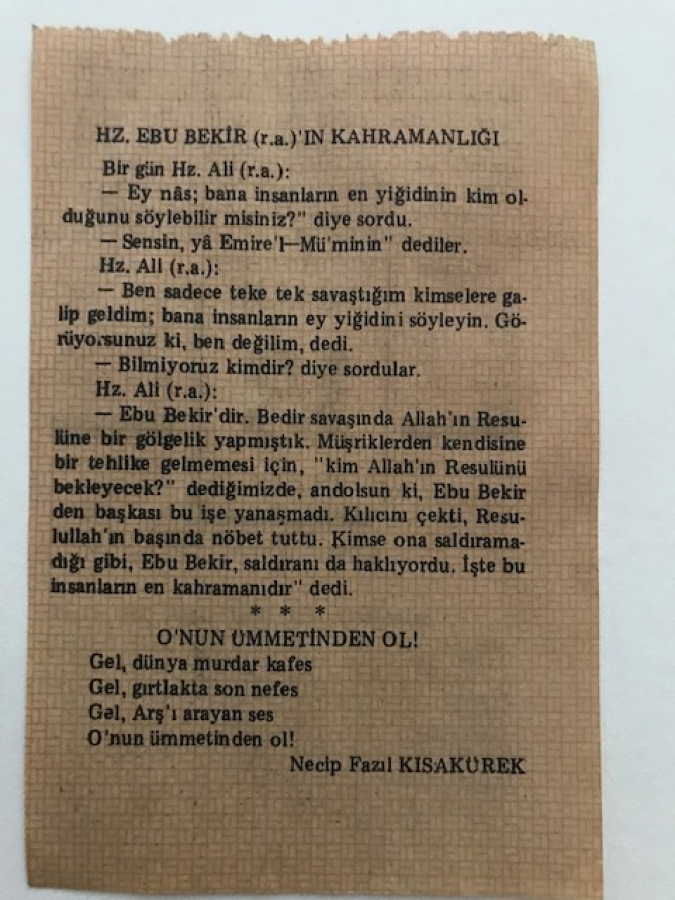 HZ. EBU BEKİR (r.a.)'IN KAHRAMANLIĞI
Bir gün Hz. Ali (r.a.):
— Ey nâs; bana insanların en yiğidinin kim ol-
duğunu söylebilir misiniz?" diye sordu.
— Sensin, yâ Emire'l—Mü'minin" dediler.
Hz. Ali (r.a.):
— Ben sadece teke tek savaştığım kimselere ga-
lip geldim; bana insanların ey yiğidini söyleyin. Gö-
rüyorsunuz ki, ben değilim, dedi.
— Bilmiyoruz kimdir? diye sordular.
Hz. Ali (r.a.):
— Ebu Bekir'dir. Bedir savaşında Allah'ın Resu-
lüne bir gölgelik yapmıştık. Müşriklerden kendisine
bir tehlike gelmemesi için, "kim Allah'ın Resulünü
bekleyecek?" dediğimizde, andolsun ki, Ebu Bekir
den başkası bu işe yanaşmadı. Kılıcını çekti, Resu-
lullah'ın başında nöbet tuttu. Kimse ona saldırama-
dığı gibi, Ebu Bekir, saldıranı da haklıyordu. İşte bu
insanların en kahramanıdır" dedi.
* * *
O'NUN ÜMMETİNDEN OL!
Gel, dünya murdar kafes
Gel, gırtlakta son nefes
Gel, Arş'ı arayan ses
O'nun ümmetinden ol!
Necip Fazıl KISAKÜREK